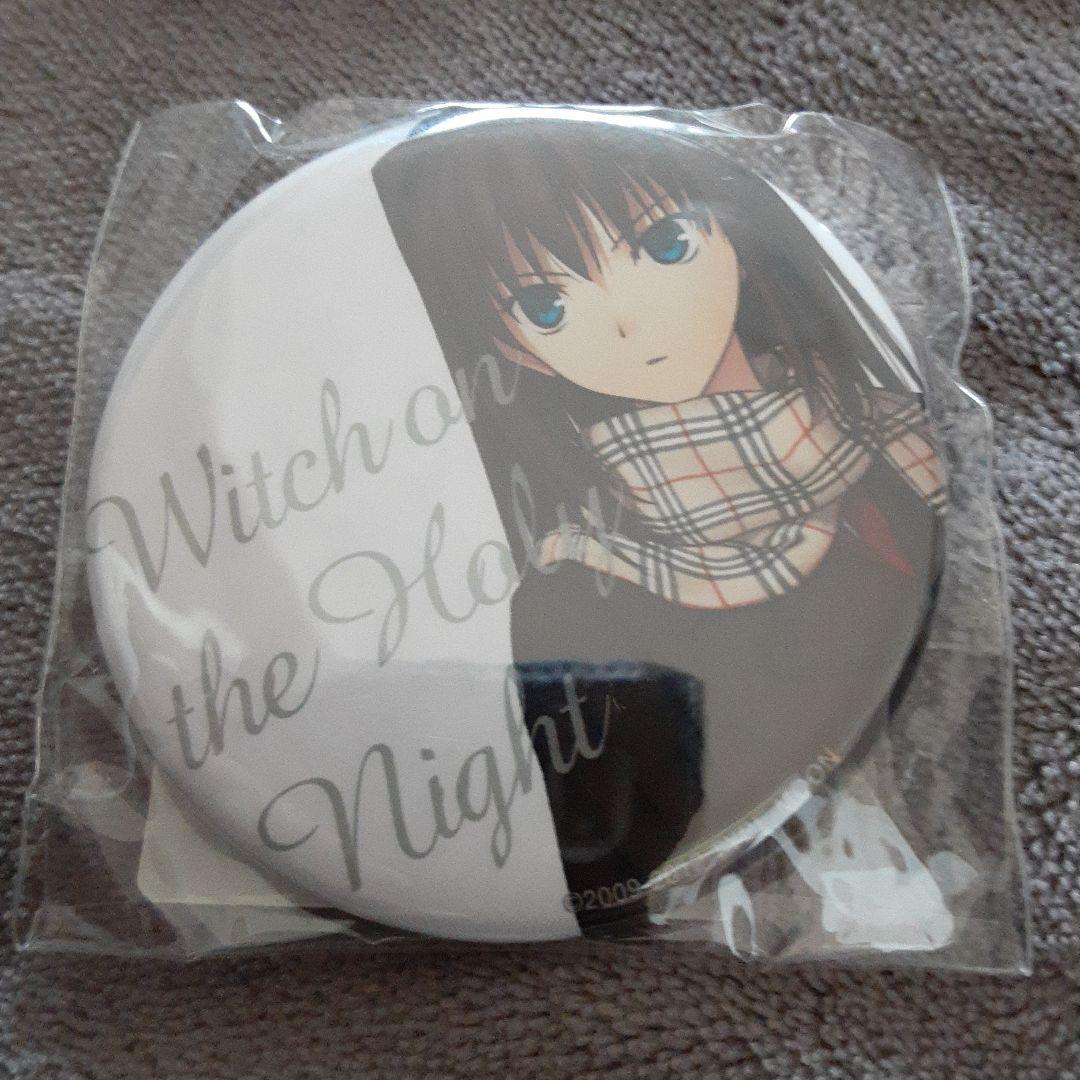 Witch on
the Holy
Night
©2009